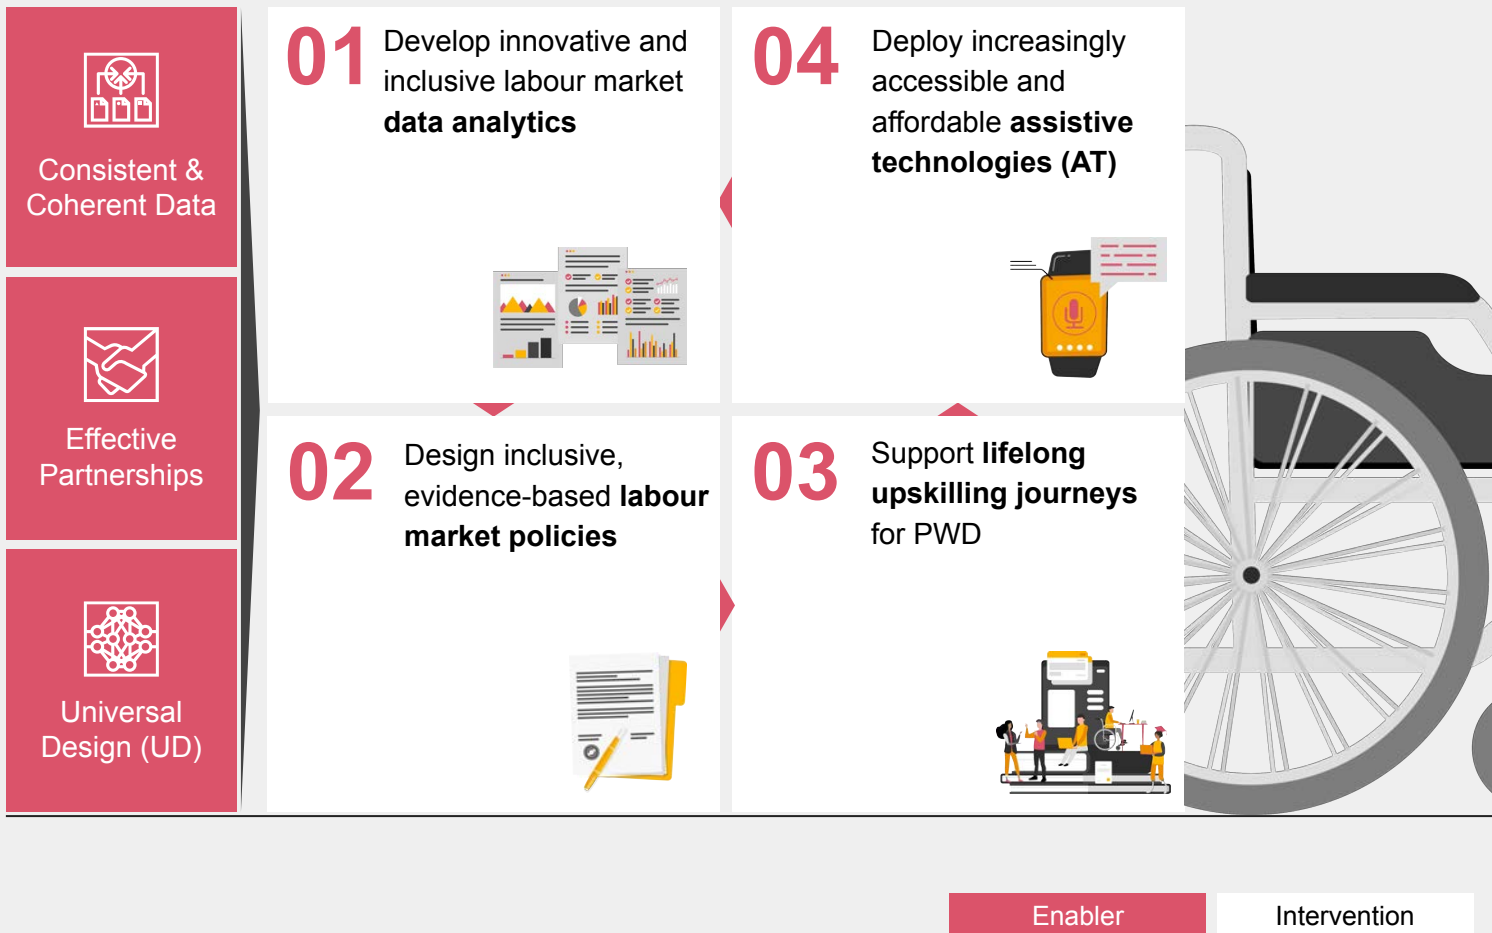 Consistent &
Coherent Data
Effective
Partnerships
Universal
Design (UD)
01
Develop innovative and
inclusive labour market
data analytics
02
Design inclusive,
evidence-based labour
market policies
03
Support lifelong
upskilling journeys
for PWD
04
Deploy increasingly
accessible and
affordable assistive
technologies (AT)
Enabler
Intervention